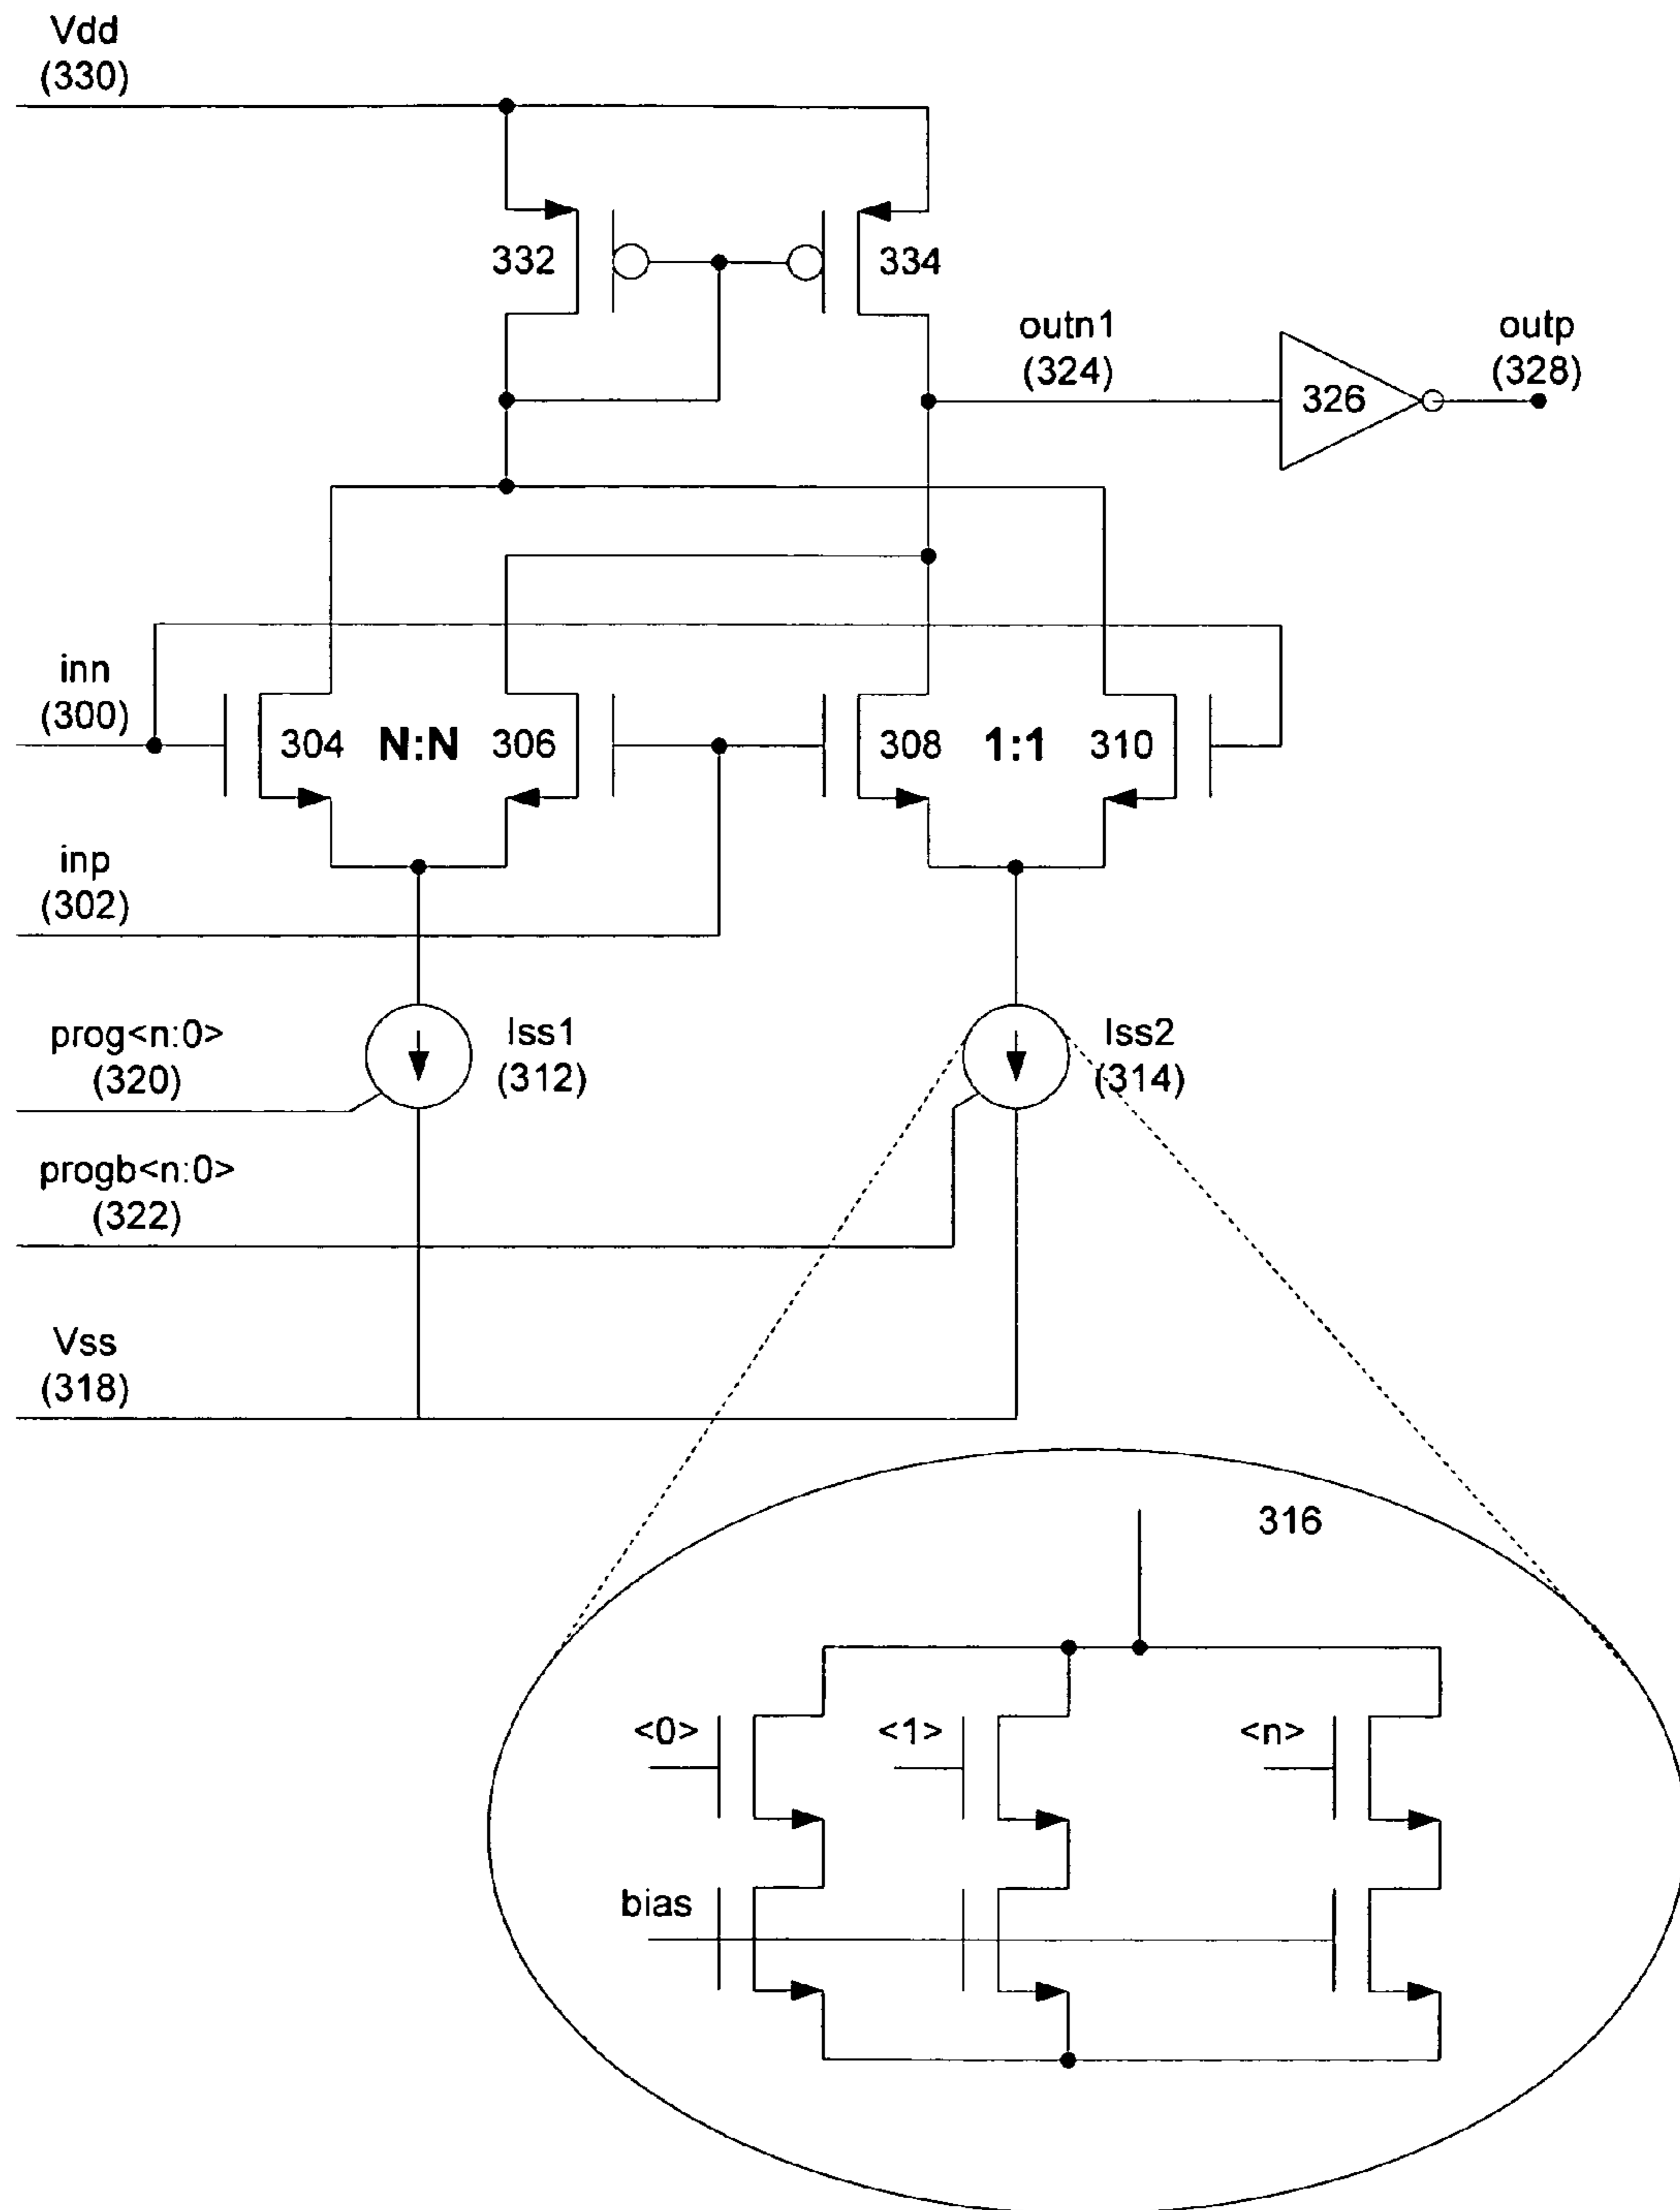 Vdd
(330)
332
334
outn1
(324)
326
outp
(328)
inn
(300)
304
N:N
306
308
1:1
310
inp
(302)
prog<n:0>
(320)
Iss1
(312)
Iss2
(314)
progb<n:0>
(322)
Vss
(318)
316
<0>
<1>
<n>
bias